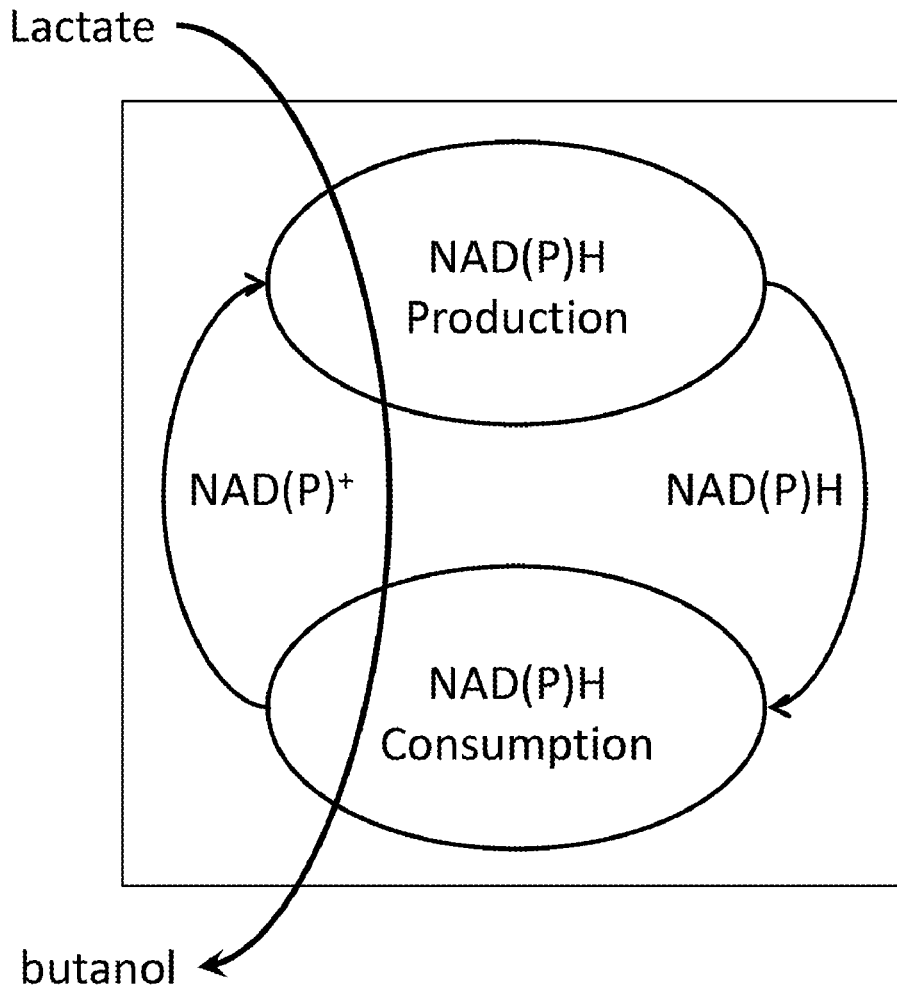 Lactate
NAD(P)H
Production
NAD(P)⁺
NAD(P)H
NAD(P)H
Consumption
butanol